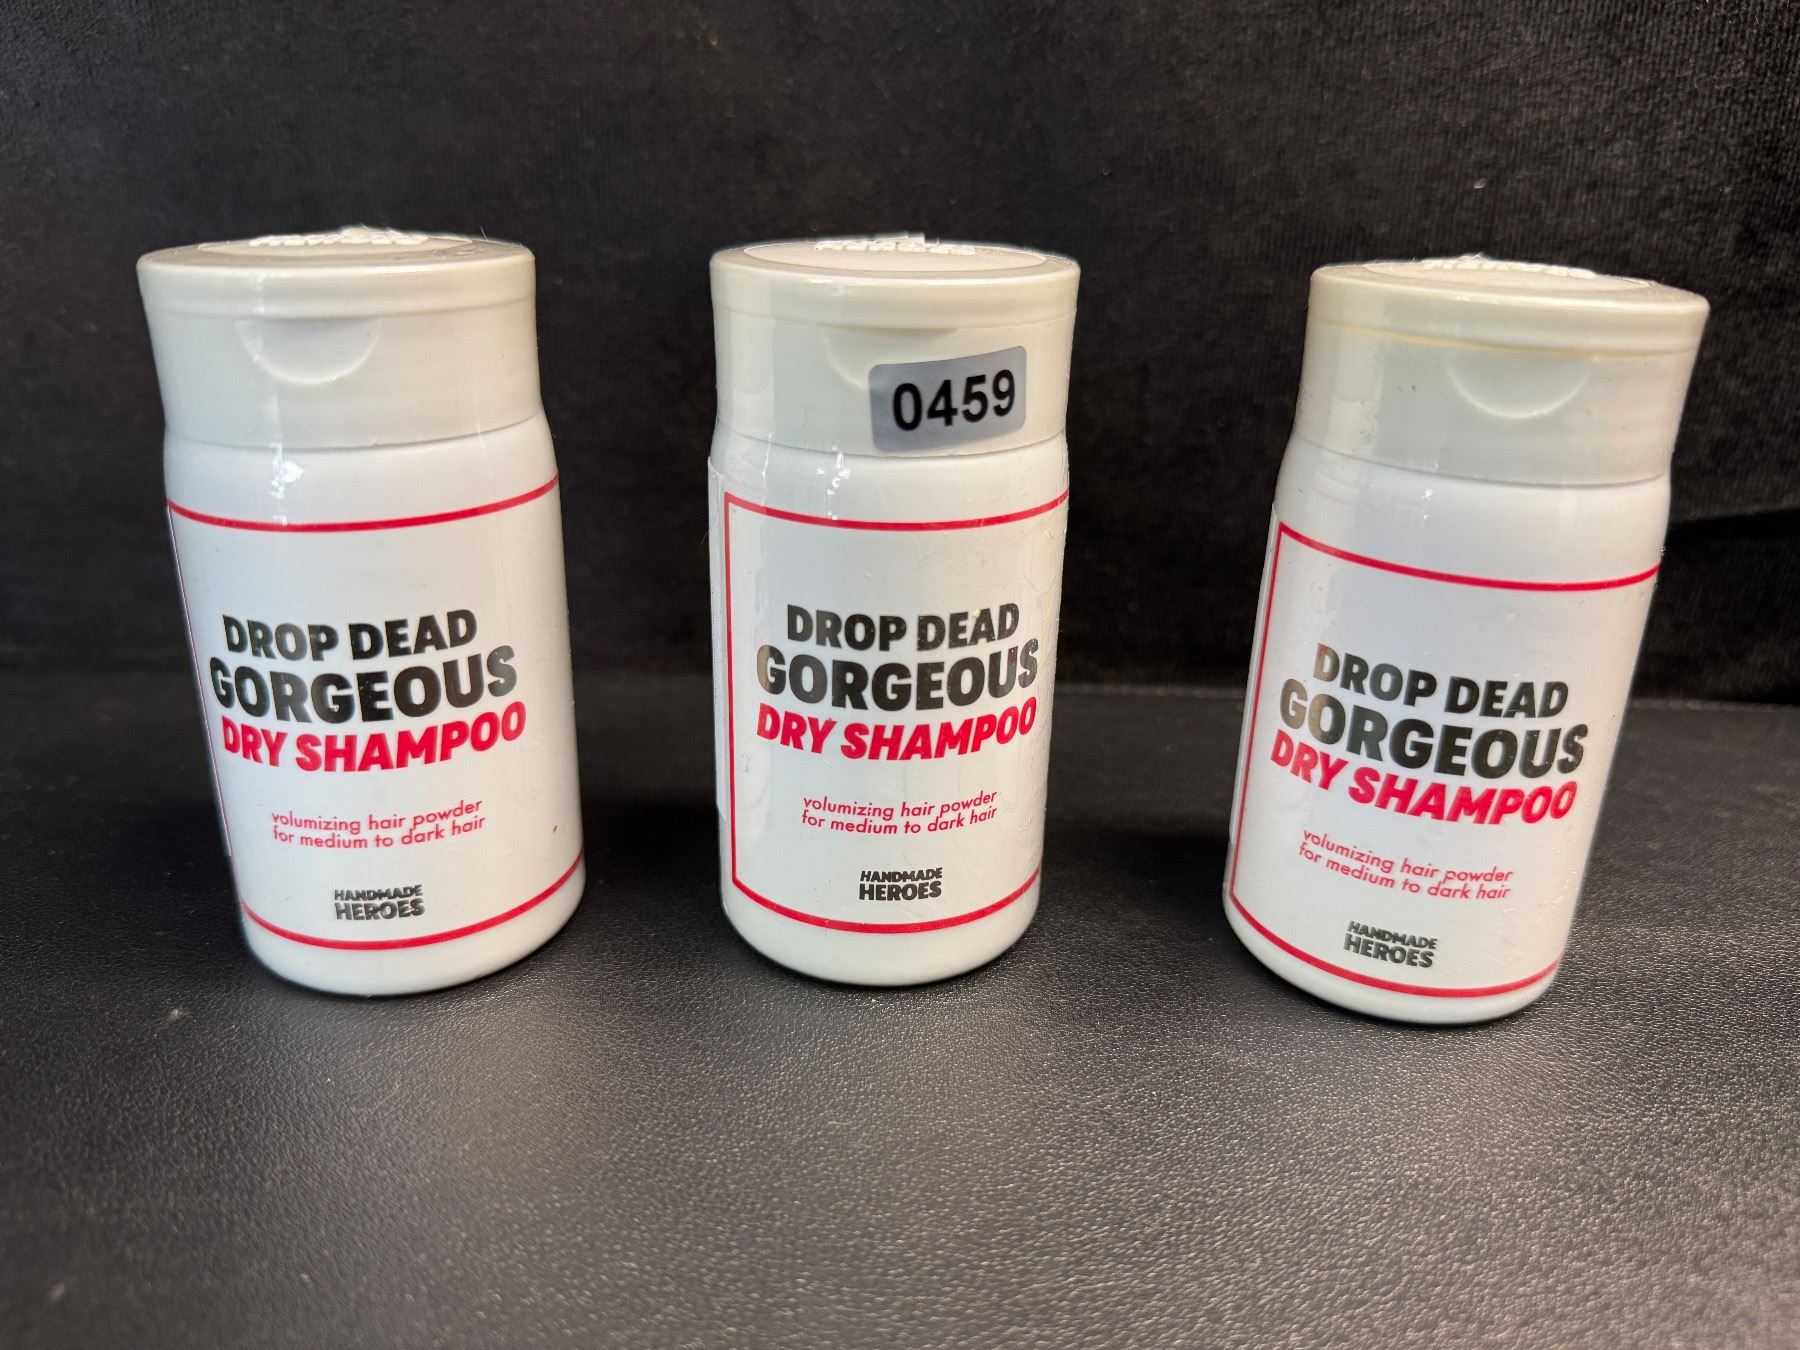 DROP DEAD
GORGEOUS
DRY SHAMPOO
volumizing hair powder
for medium to dark hair
HANDMADE
HEROES
0459
DROP DEAD
GORGEOUS
DRY SHAMPOO
volumizing hair powder
for medium to dark hair
HANDMADE
HEROES
DROP DEAD
GORGEOUS
DRY SHAMPOO
volumizing hair powder
for medium to dark hair
HANDMADE
HEROES